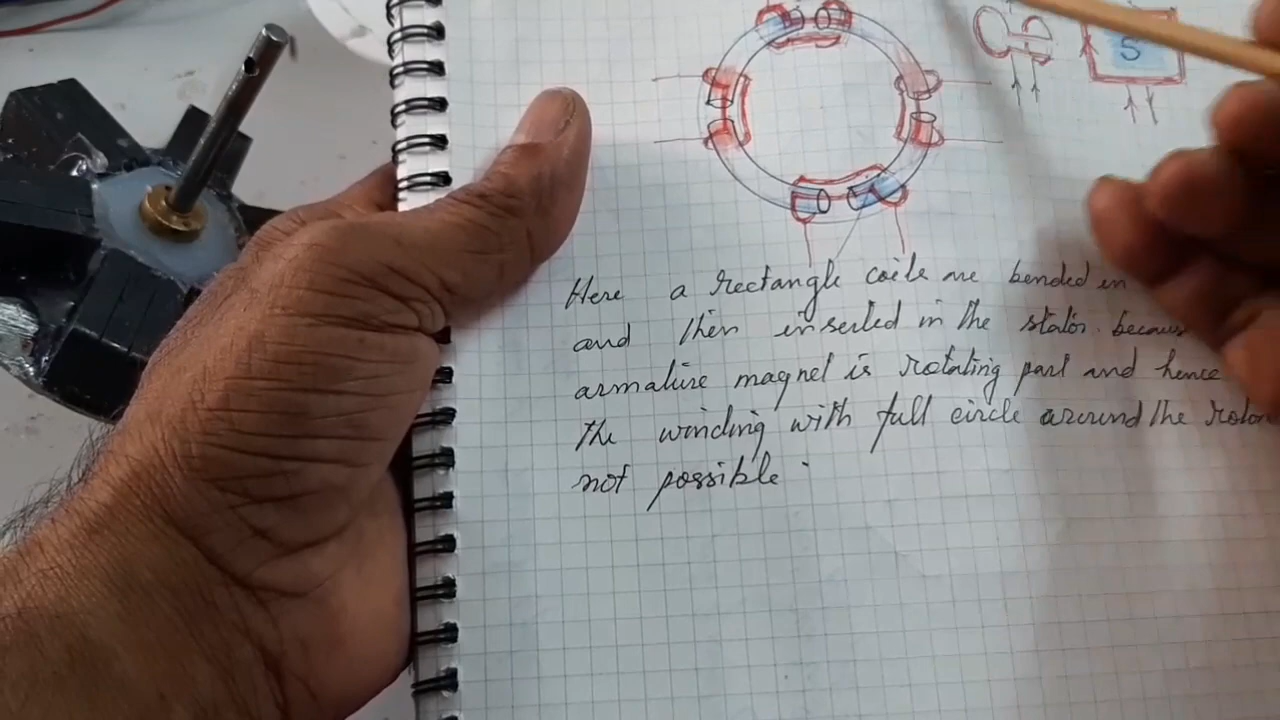 S
Here a rectangle coile are bended in
and then inserted in the stator. because
armature magnet is rotating part and hence
the winding with full circle around the rotor
not possible.